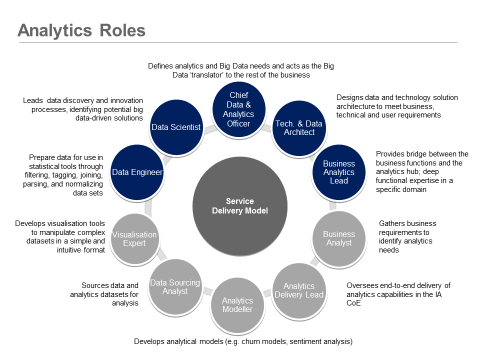 Analytics Roles
Defines analytics and Big Data needs and acts as the Big
Data 'translator' to the rest of the business
Chief
Data &
Analytics
Officer
Designs data and technology solution
architecture to meet business,
technical and user requirements
Tech. & Data
Architect
Provides bridge between the
business functions and the
analytics hub; deep
functional expertise in a
specific domain
Business
Analytics
Lead
Gathers business
requirements to
identify analytics
needs
Business
Analyst
Oversees end-to-end delivery of
analytics capabilities in the IA
CoE
Analytics
Delivery Lead
Analytics
Modeller
Develops analytical models (e.g. churn models, sentiment analysis)
Data Sourcing
Analyst
Sources data and
analytics datasets for
analysis
Visualisation
Expert
Develops visualisation tools
to manipulate complex
datasets in a simple and
intuitive format
Data Engineer
Prepare data for use in
statistical tools through
filtering, tagging, joining,
parsing, and normalizing
data sets
Data Scientist
Leads data discovery and innovation
processes, identifying potential big
data-driven solutions
Service
Delivery Model